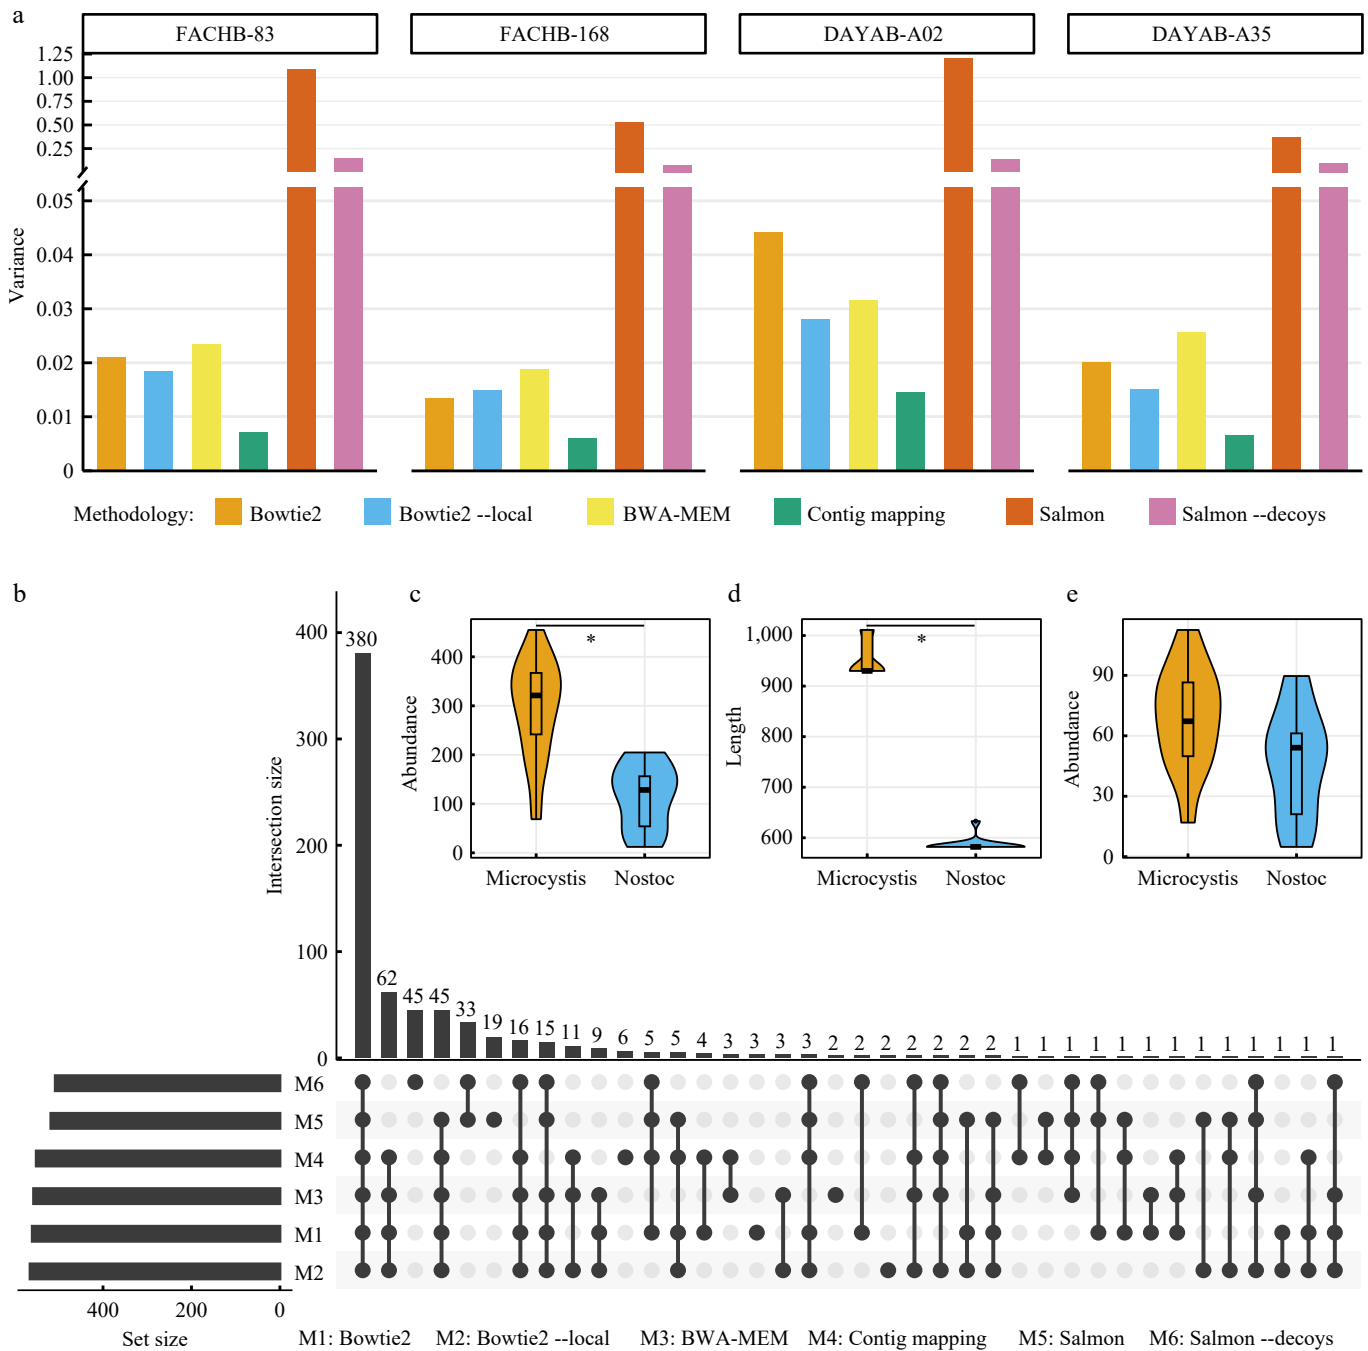 a
FACHB-83 FACHB-168 DAYAB-A02 DAYAB-A35
1.25
1.00
0.75
0.50
0.25
0.05
0.04
0.03
0.02
0.01
0
Variance
Methodology: Bowtie2 Bowtie2 --local BWA-MEM Contig mapping Salmon Salmon --decoys
b
400
300
200
100
0
Intersection size
380 62 45 45 33 19 16 15 11 9 6 5 5 4 3 3 3 3 2 2 2 2 2 2 2 1 1 1 1 1 1 1 1 1 1 1 1 1
c
400
300
200
100
0
Abundance
*
Microcystis Nostoc
d
1,000
900
800
700
600
Length
*
Microcystis Nostoc
e
90
60
30
0
Abundance
Microcystis Nostoc
M6
M5
M4
M3
M1
M2
400 200 0
Set size
M1: Bowtie2 M2: Bowtie2 --local M3: BWA-MEM M4: Contig mapping M5: Salmon M6: Salmon --decoys